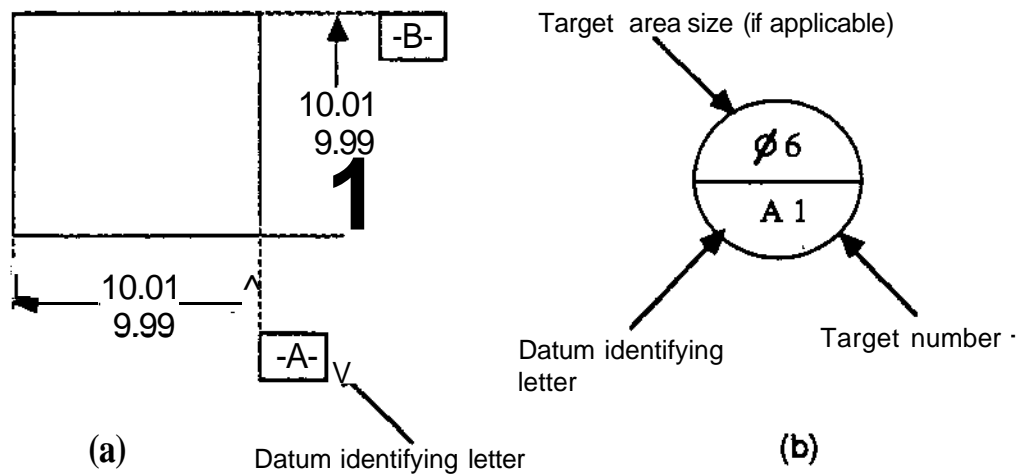 -B-
10.01
9.99
1
10.01
9.99
-A-
V
Datum identifying letter
(a)
Target area size (if applicable)
Ø 6
A 1
Datum identifying
letter
Target number -
(b)